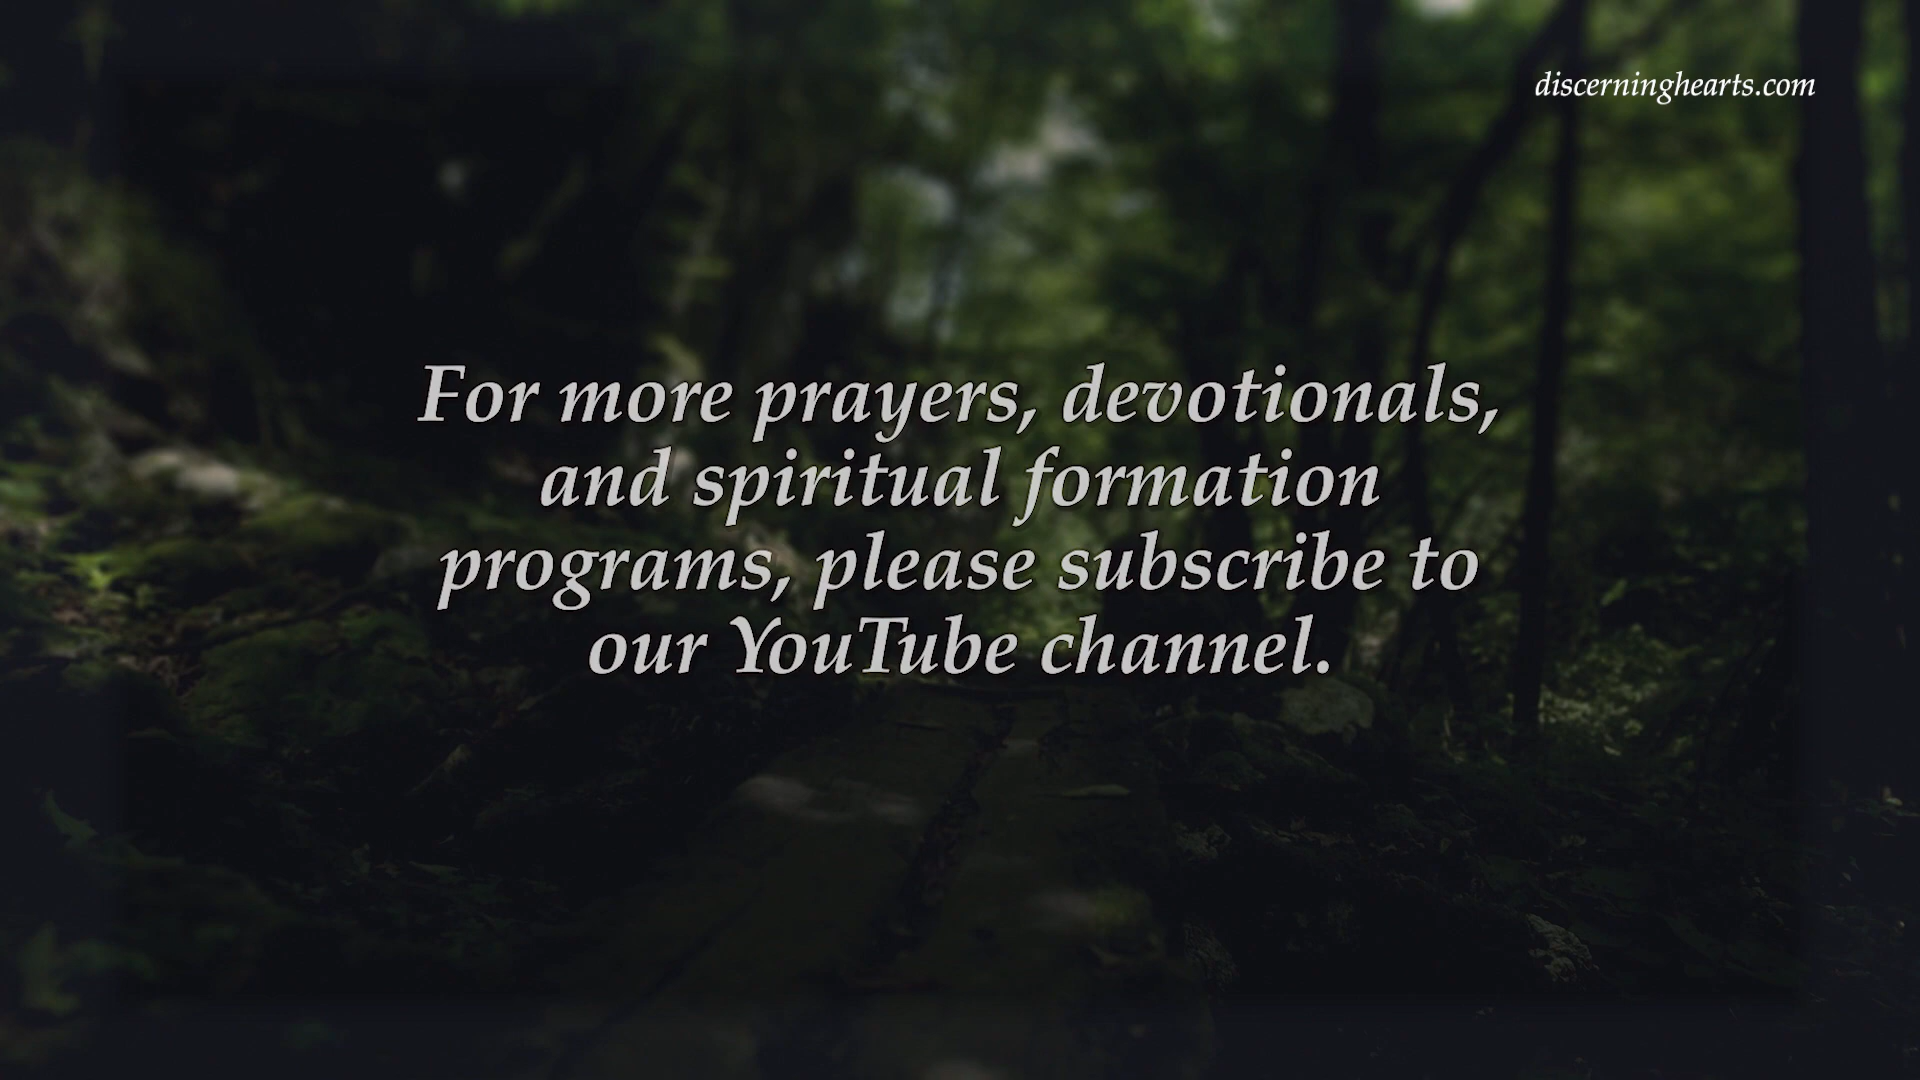 discerninghearts.com
For more prayers, devotionals,
and spiritual formation
programs, please subscribe to
our YouTube channel.